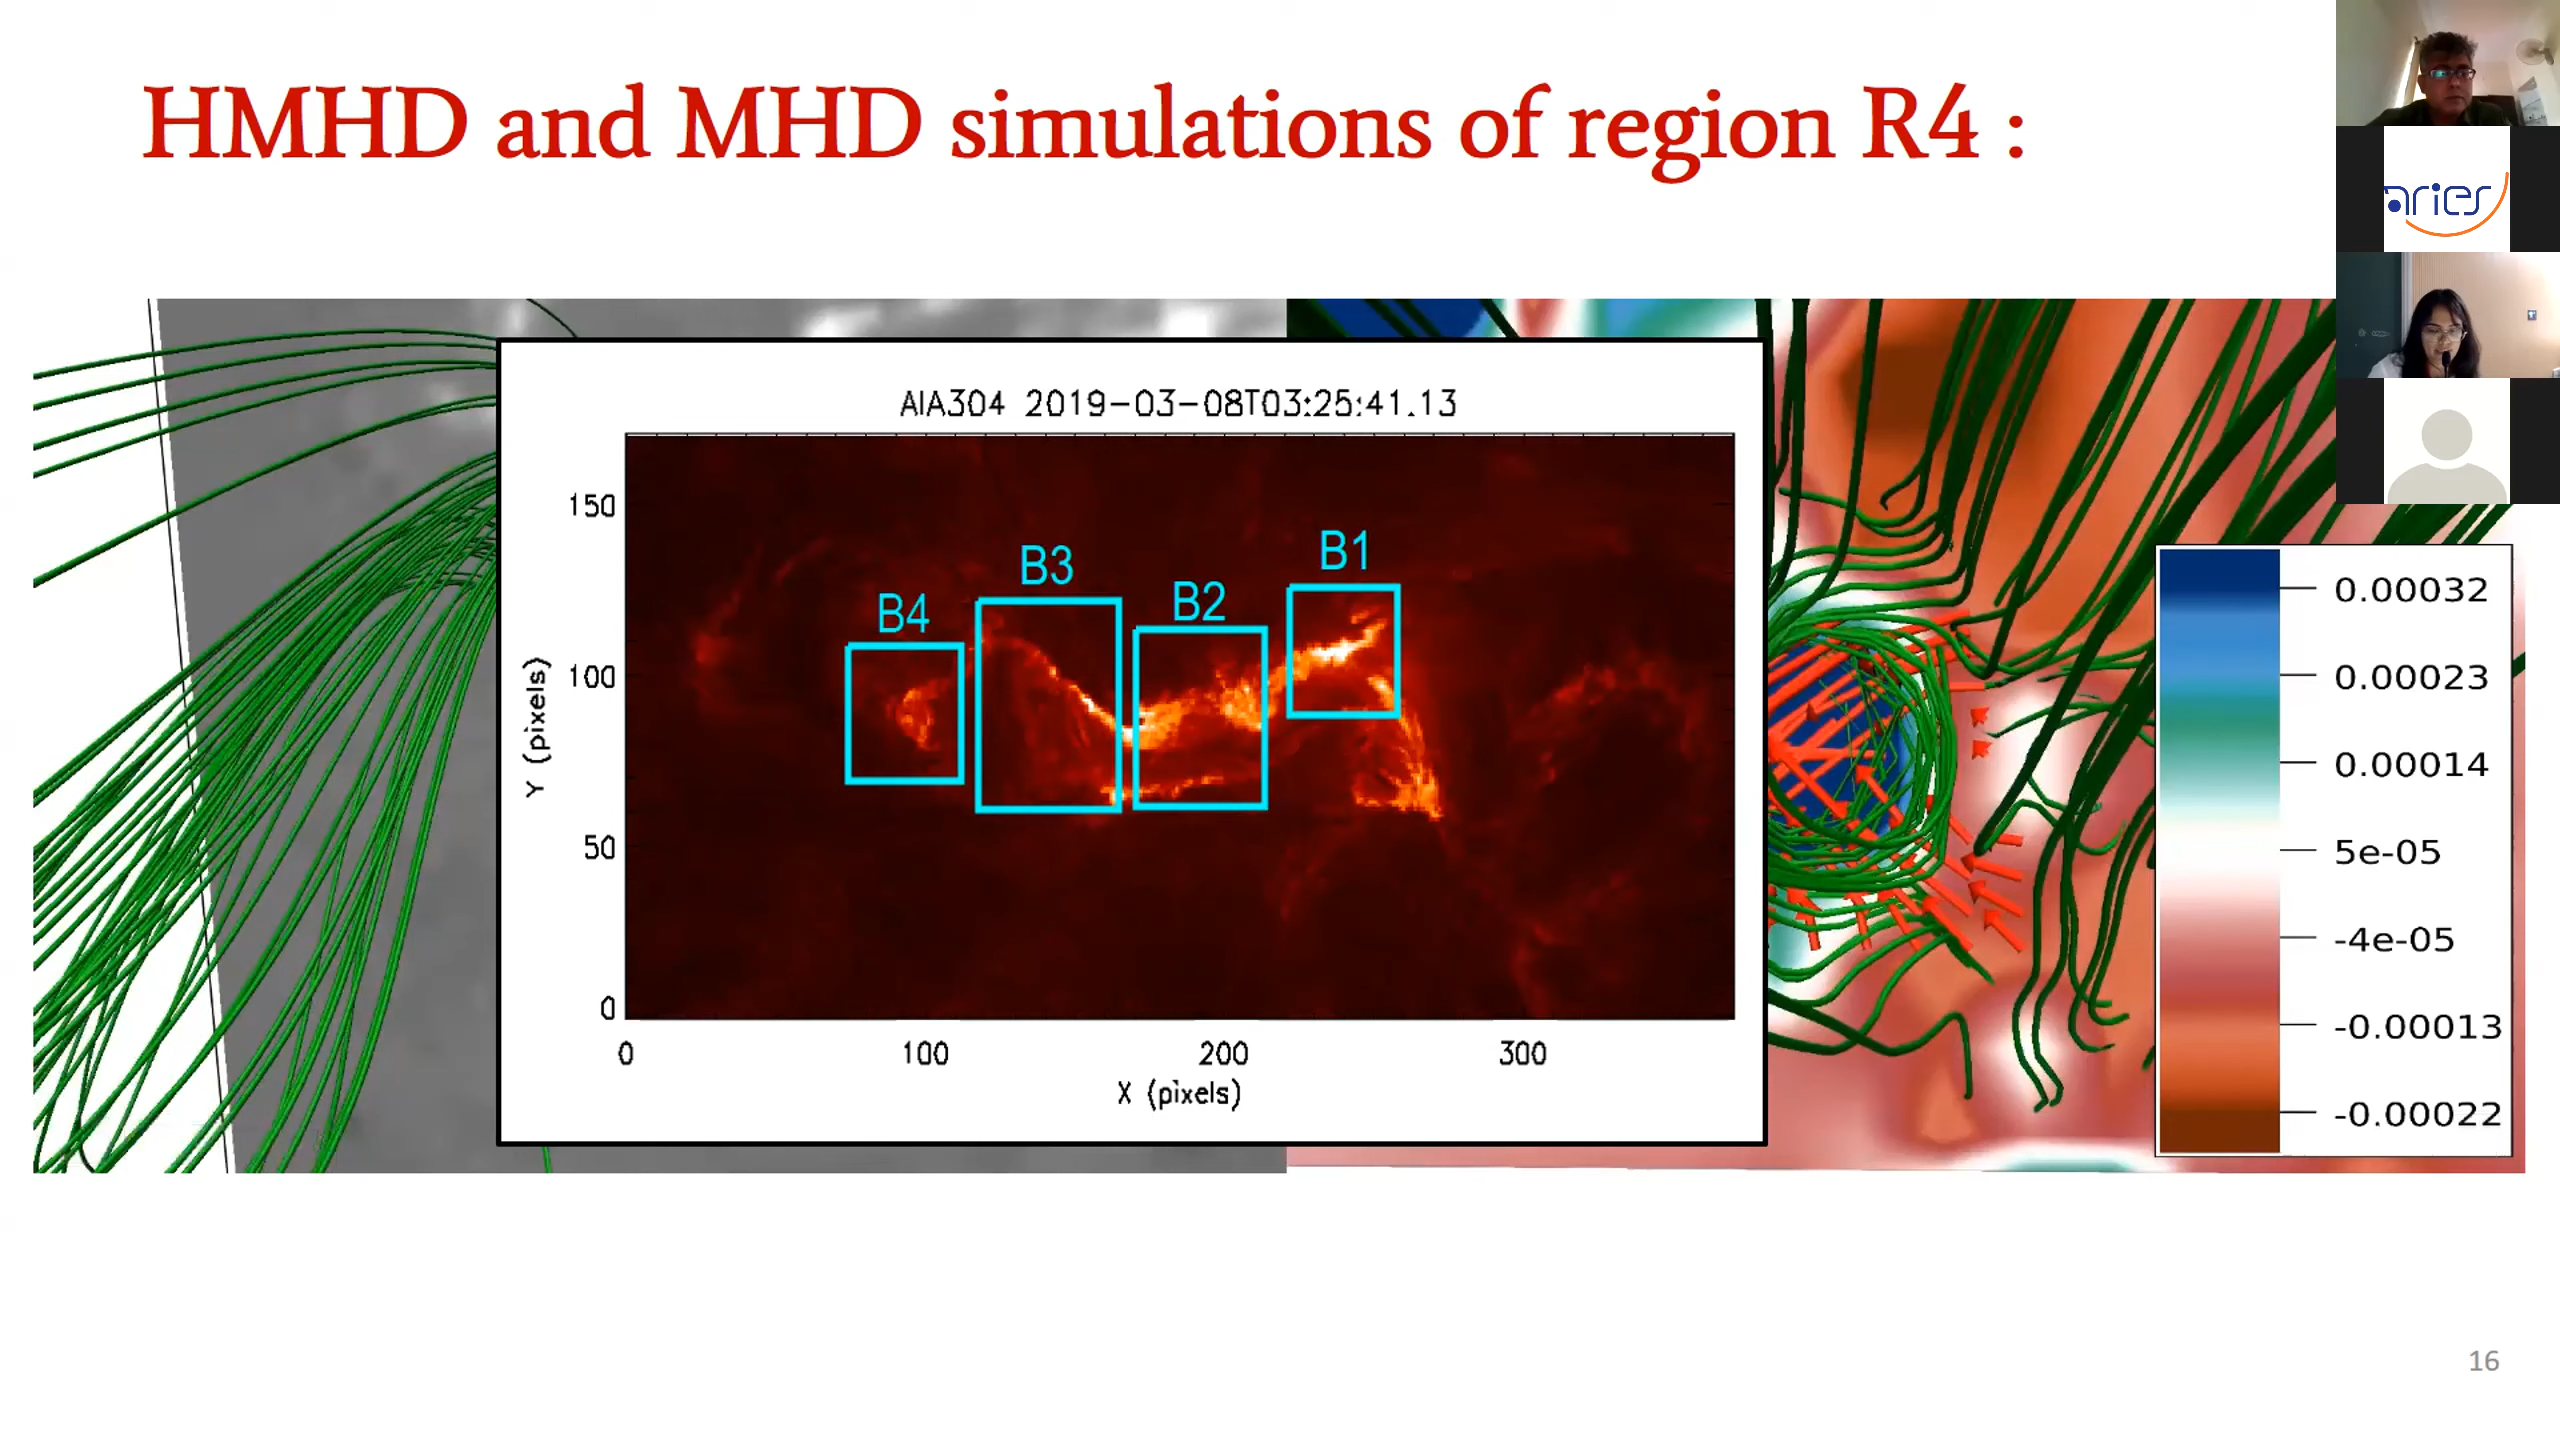 HMHD and MHD simulations of region R4 :
aries
AIA304 2019-03-08T03:25:41.13
B1
B3
B2
B4
150
100
50
0
Y (pixels)
0 100 200 300
X (pixels)
0.00032
0.00023
0.00014
5e-05
-4e-05
-0.00013
-0.00022
16